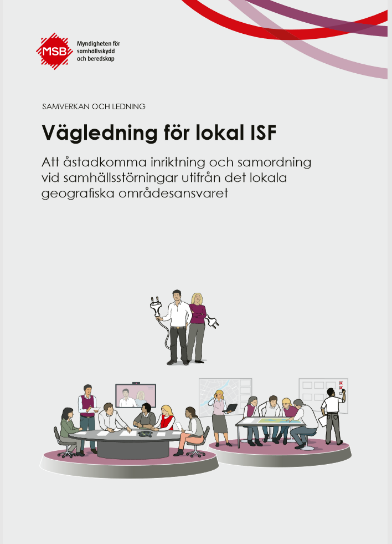 MSB
Myndigheten för
samhällsskydd
och beredskap
SAMVERKAN OCH LEDNING
Vägledning för lokal ISF
Att åstadkomma inriktning och samordning
vid samhällsstörningar utifrån det lokala
geografiska områdesansvaret